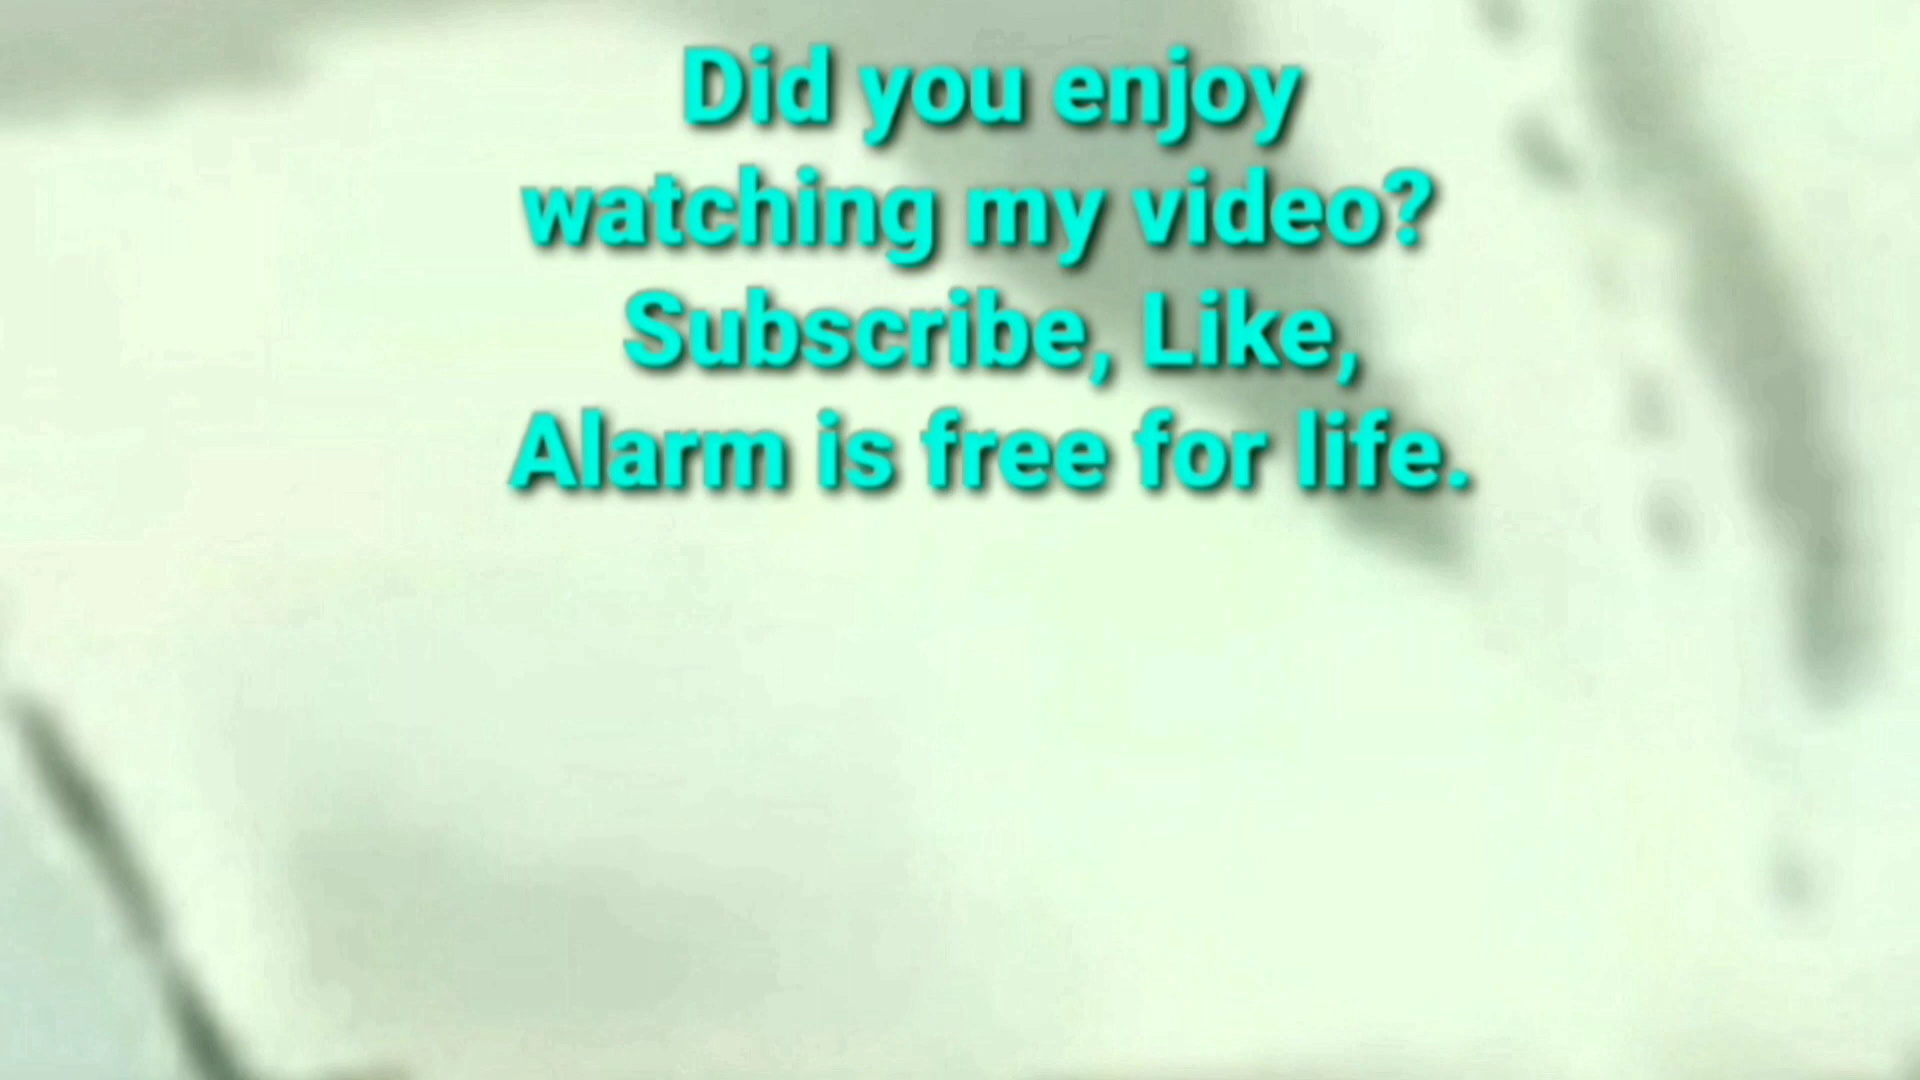 Did you enjoy
watching my video?
Subscribe, Like,
Alarm is free for life.